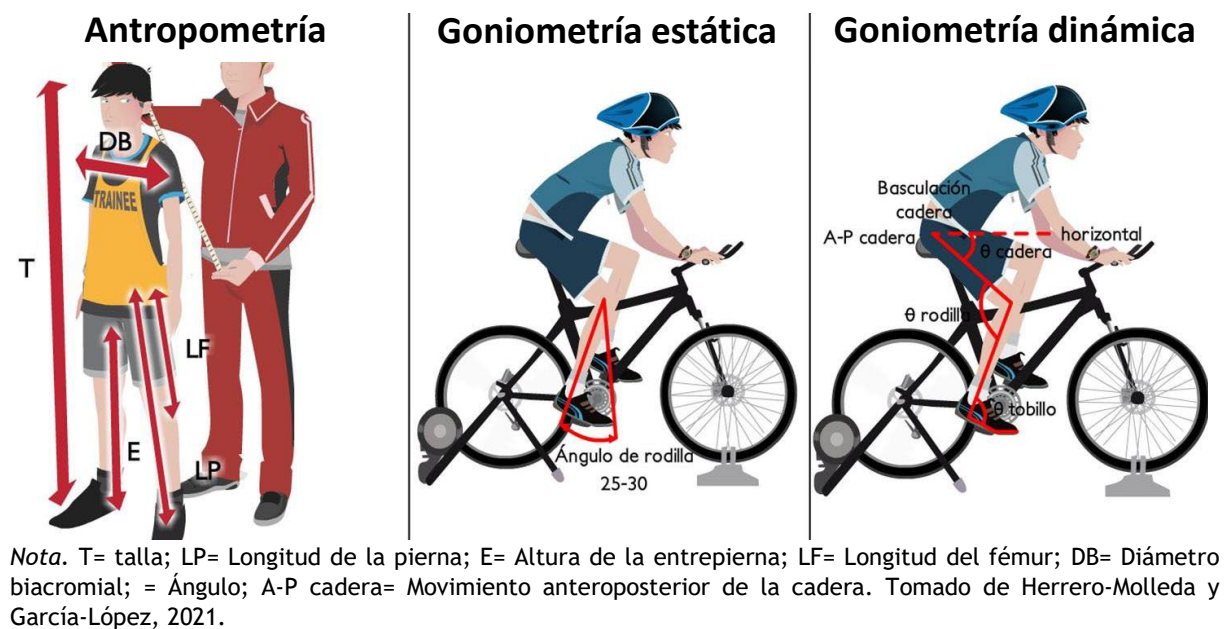 Antropometría
Goniometría estática
Goniometría dinámica
DB
TRAINEE
T
LF
E
LP
Ángulo de rodilla
25-30
Basculación
cadera
A-P cadera
horizontal
θ cadera
θ rodilla
θ tobillo
Nota. T= talla; LP= Longitud de la pierna; E= Altura de la entrepierna; LF= Longitud del fémur; DB= Diámetro
biacromial; = Ángulo; A-P cadera= Movimiento anteroposterior de la cadera. Tomado de Herrero-Molleda y
García-López, 2021.